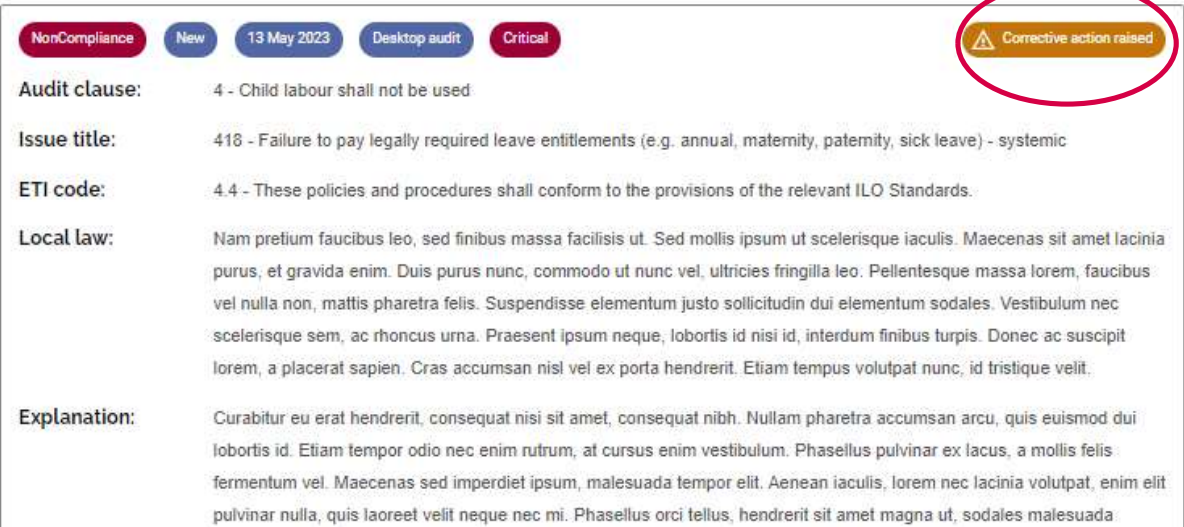 NonCompliance New 13 May 2023 Desktop audit Critical Corrective action raised
Audit clause: 4 - Child labour shall not be used
Issue title: 418 - Failure to pay legally required leave entitlements (e.g. annual, maternity, paternity, sick leave) - systemic
ETI code: 4.4 - These policies and procedures shall conform to the provisions of the relevant ILO Standards.
Local law: Nam pretium faucibus leo, sed finibus massa facilisis ut. Sed mollis ipsum ut scelerisque iaculis. Maecenas sit amet lacinia
purus, et gravida enim. Duis purus nunc, commodo ut nunc vel, ultricies fringilla leo. Pellentesque massa lorem, faucibus
vel nulla non, mattis pharetra felis. Suspendisse elementum justo sollicitudin dui elementum sodales. Vestibulum nec
scelerisque sem, ac rhoncus urna. Praesent ipsum neque, lobortis id nisi id, interdum finibus turpis. Donec ac suscipit
lorem, a placerat sapien. Cras accumsan nisl vel ex porta hendrerit. Etiam tempus volutpat nunc, id tristique velit.
Explanation: Curabitur eu erat hendrerit, consequat nisi sit amet, consequat nibh. Nullam pharetra accumsan arcu, quis euismod dui
lobortis id. Etiam tempor odio nec enim rutrum, at cursus enim vestibulum. Phasellus pulvinar ex lacus, a mollis felis
fermentum vel. Maecenas sed imperdiet ipsum, malesuada tempor elit. Aenean iaculis, lorem nec lacinia volutpat, enim elit
pulvinar nulla, quis laoreet velit neque nec mi. Phasellus orci tellus, hendrerit sit amet magna ut, sodales malesuada